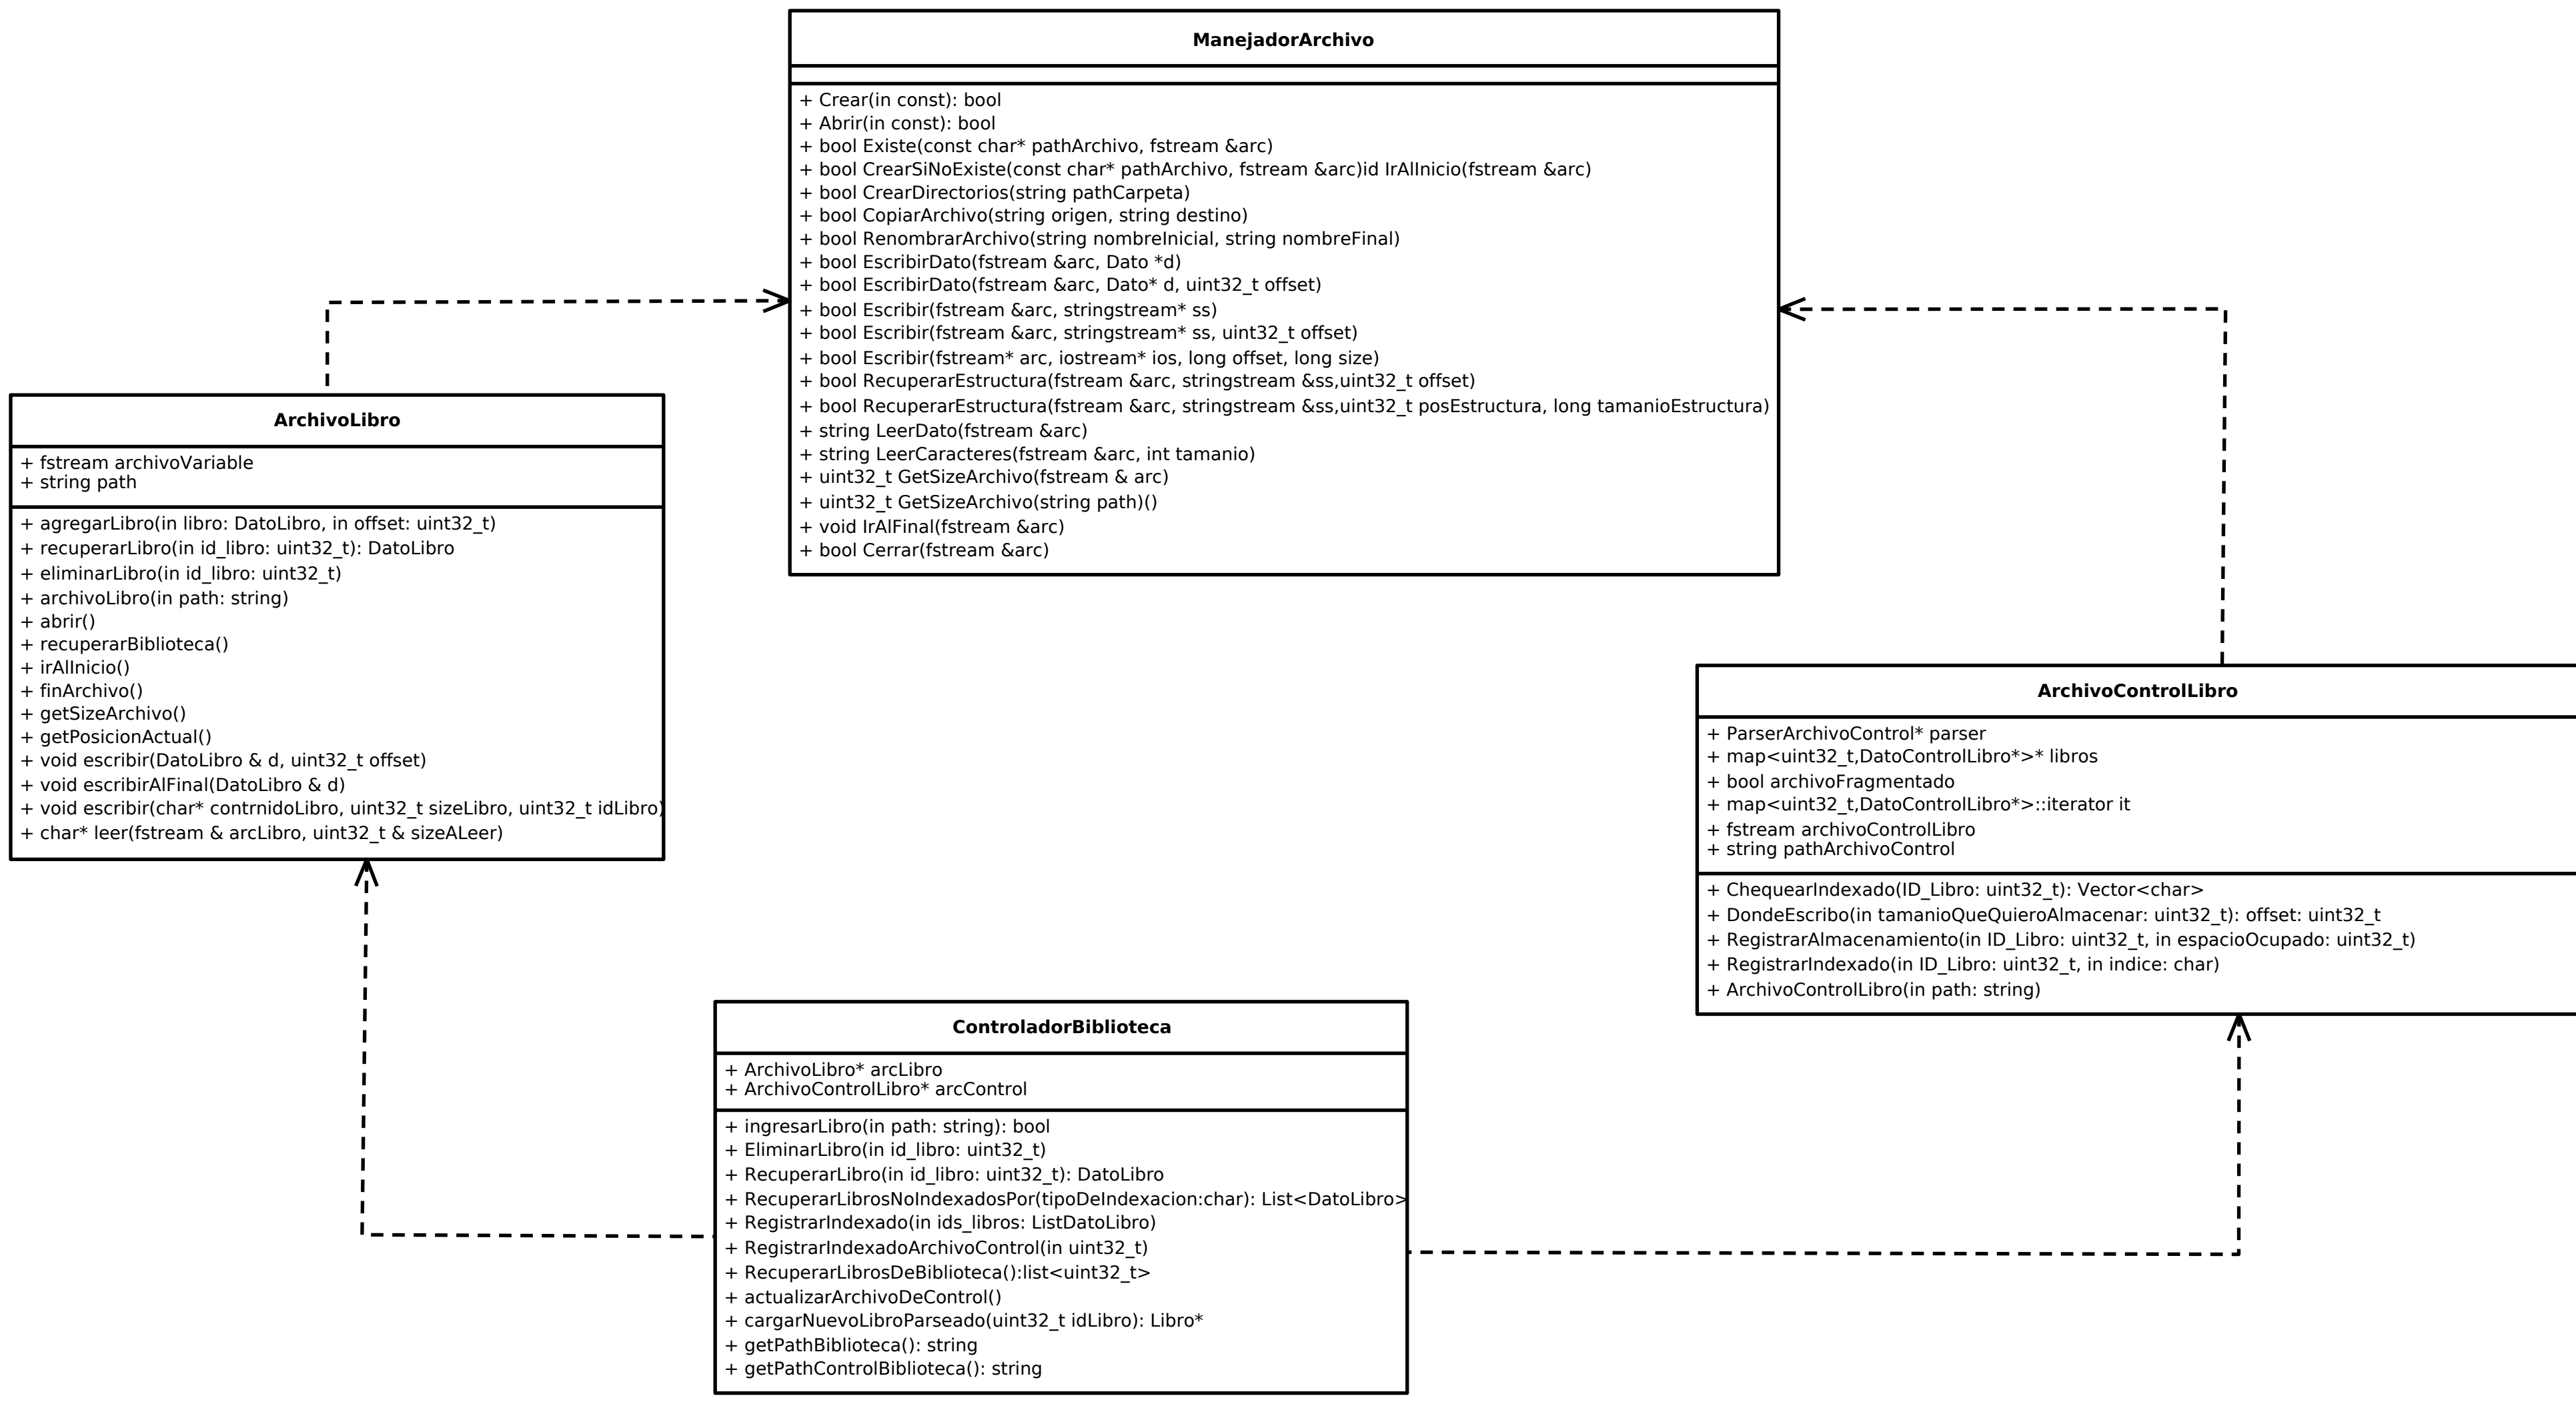 ManejadorArchivo
+ Crear(in const): bool
+ Abrir(in const): bool
+ bool Existe(const char* pathArchivo, fstream &arc)
+ bool CrearSiNoExiste(const char* pathArchivo, fstream &arc)id IrAlInicio(fstream &arc)
+ bool CrearDirectorios(string pathCarpeta)
+ bool CopiarArchivo(string origen, string destino)
+ bool RenombrarArchivo(string nombreInicial, string nombreFinal)
+ bool EscribirDato(fstream &arc, Dato *d)
+ bool EscribirDato(fstream &arc, Dato* d, uint32_t offset)
+ bool Escribir(fstream &arc, stringstream* ss)
+ bool Escribir(fstream &arc, stringstream* ss, uint32_t offset)
+ bool Escribir(fstream* arc, iostream* ios, long offset, long size)
+ bool RecuperarEstructura(fstream &arc, stringstream &ss,uint32_t offset)
+ bool RecuperarEstructura(fstream &arc, stringstream &ss,uint32_t posEstructura, long tamanioEstructura)
+ string LeerDato(fstream &arc)
+ string LeerCaracteres(fstream &arc, int tamanio)
+ uint32_t GetSizeArchivo(fstream & arc)
+ uint32_t GetSizeArchivo(string path)()
+ void IrAlFinal(fstream &arc)
+ bool Cerrar(fstream &arc)
ArchivoLibro
+ fstream archivoVariable
+ string path
+ agregarLibro(in libro: DatoLibro, in offset: uint32_t)
+ recuperarLibro(in id_libro: uint32_t): DatoLibro
+ eliminarLibro(in id_libro: uint32_t)
+ archivoLibro(in path: string)
+ abrir()
+ recuperarBiblioteca()
+ irAlInicio()
+ finArchivo()
+ getSizeArchivo()
+ getPosicionActual()
+ void escribir(DatoLibro & d, uint32_t offset)
+ void escribirAlFinal(DatoLibro & d)
+ void escribir(char* contrnidoLibro, uint32_t sizeLibro, uint32_t idLibro)
+ char* leer(fstream & arcLibro, uint32_t & sizeALeer)
ArchivoControlLibro
+ ParserArchivoControl* parser
+ map<uint32_t,DatoControlLibro*>* libros
+ bool archivoFragmentado
+ map<uint32_t,DatoControlLibro*>::iterator it
+ fstream archivoControlLibro
+ string pathArchivoControl
+ ChequearIndexado(ID_Libro: uint32_t): Vector<char>
+ DondeEscribo(in tamanioQueQuieroAlmacenar: uint32_t): offset: uint32_t
+ RegistrarAlmacenamiento(in ID_Libro: uint32_t, in espacioOcupado: uint32_t)
+ RegistrarIndexado(in ID_Libro: uint32_t, in indice: char)
+ ArchivoControlLibro(in path: string)
ControladorBiblioteca
+ ArchivoLibro* arcLibro
+ ArchivoControlLibro* arcControl
+ ingresarLibro(in path: string): bool
+ EliminarLibro(in id_libro: uint32_t)
+ RecuperarLibro(in id_libro: uint32_t): DatoLibro
+ RecuperarLibrosNoIndexadosPor(tipoDeIndexacion:char): List<DatoLibro>
+ RegistrarIndexado(in ids_libros: ListDatoLibro)
+ RegistrarIndexadoArchivoControl(in uint32_t)
+ RecuperarLibrosDeBiblioteca():list<uint32_t>
+ actualizarArchivoDeControl()
+ cargarNuevoLibroParseado(uint32_t idLibro): Libro*
+ getPathBiblioteca(): string
+ getPathControlBiblioteca(): string